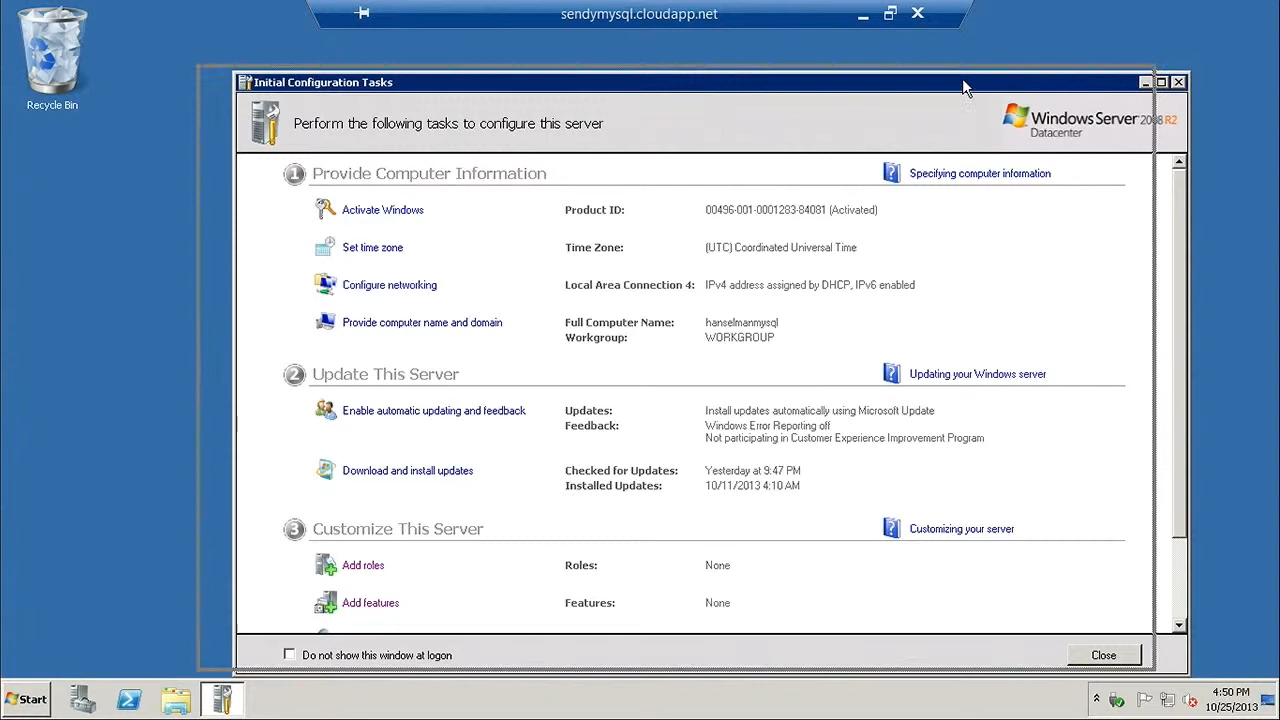 sendymysql.cloudapp.net
Recycle Bin
Initial Configuration Tasks
Perform the following tasks to configure this server
Windows Server 2008 R2
Datacenter
1 Provide Computer Information
Specifying computer information
Activate Windows Product ID: 00496-001-0001283-84081 (Activated)
Set time zone Time Zone: (UTC) Coordinated Universal Time
Configure networking Local Area Connection 4: IPv4 address assigned by DHCP, IPv6 enabled
Provide computer name and domain Full Computer Name: hanselmanmysql
Workgroup: WORKGROUP
2 Update This Server
Updating your Windows server
Enable automatic updating and feedback Updates: Install updates automatically using Microsoft Update
Feedback: Windows Error Reporting off
Not participating in Customer Experience Improvement Program
Download and install updates Checked for Updates: Yesterday at 9:47 PM
Installed Updates: 10/11/2013 4:10 AM
3 Customize This Server
Customizing your server
Add roles Roles: None
Add features Features: None
Do not show this window at logon
Close
Start
4:50 PM
10/25/2013